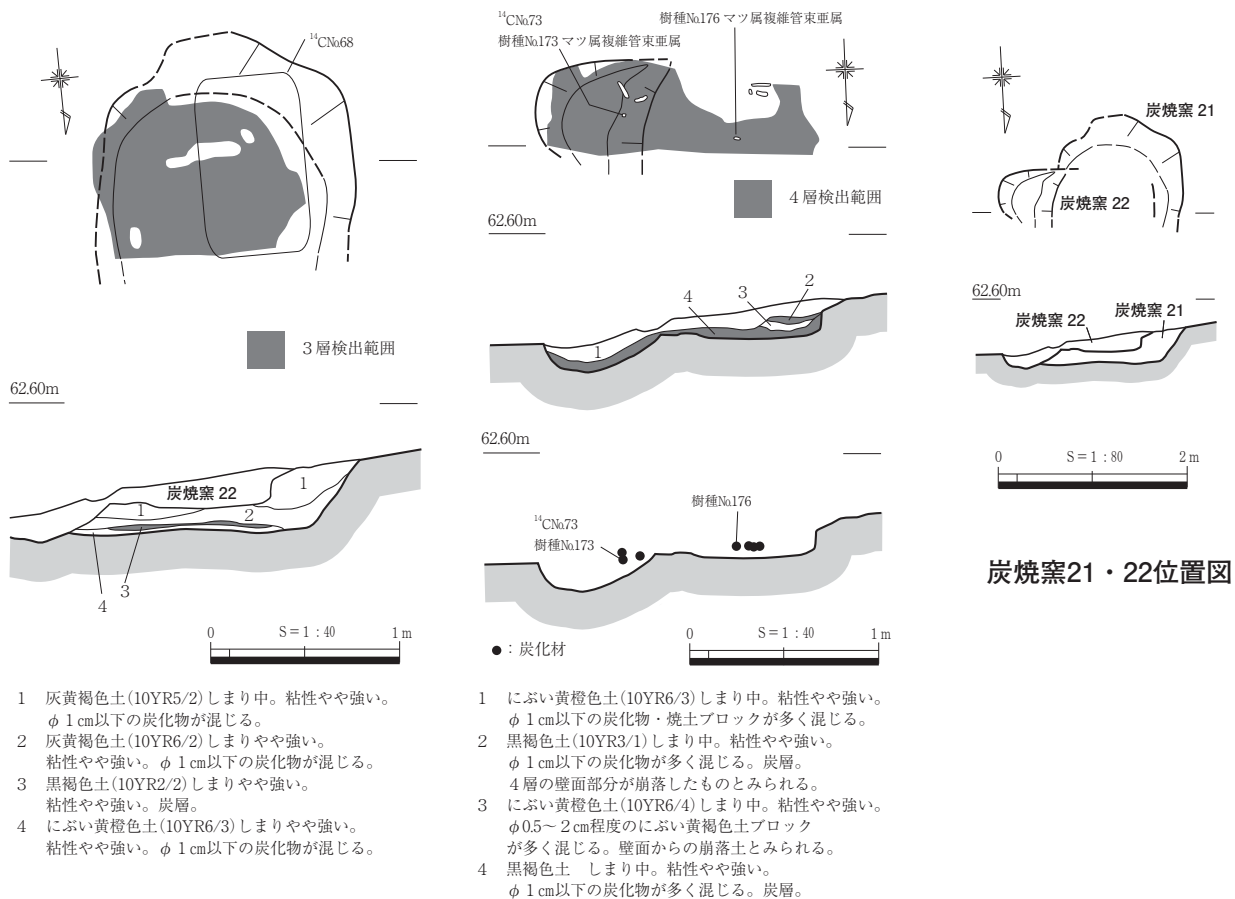 ¹⁴C№68
3層検出範囲
62.60m
炭焼窯 22
1
1
2
3
4
0 S=1:40 1m
1 灰黄褐色土(10YR5/2)しまり中。粘性やや強い。
φ1cm以下の炭化物が混じる。
2 灰黄褐色土(10YR6/2)しまりやや強い。
粘性やや強い。φ1cm以下の炭化物が混じる。
3 黒褐色土(10YR2/2)しまりやや強い。
粘性やや強い。炭層。
4 にぶい黄橙色土(10YR6/3)しまりやや強い。
粘性やや強い。φ1cm以下の炭化物が混じる。
¹⁴C№73
樹種№173 マツ属複維管束亜属
樹種№176 マツ属複維管束亜属
4層検出範囲
62.60m
1
4
3
2
62.60m
¹⁴C№73
樹種№173
樹種№176
●：炭化材
0 S=1:40 1m
1 にぶい黄橙色土(10YR6/3)しまり中。粘性やや強い。
φ1cm以下の炭化物・焼土ブロックが多く混じる。
2 黒褐色土(10YR3/1)しまり中。粘性やや強い。
φ1cm以下の炭化物が多く混じる。炭層。
4層の壁面部分が崩落したものとみられる。
3 にぶい黄橙色土(10YR6/4)しまり中。粘性やや強い。
φ0.5～2cm程度のにぶい黄褐色土ブロック
が多く混じる。壁面からの崩落土とみられる。
4 黒褐色土　しまり中。粘性やや強い。
φ1cm以下の炭化物が多く混じる。炭層。
炭焼窯 21
炭焼窯 22
62.60m
炭焼窯 22
炭焼窯 21
0 S=1:80 2m
炭焼窯21・22位置図